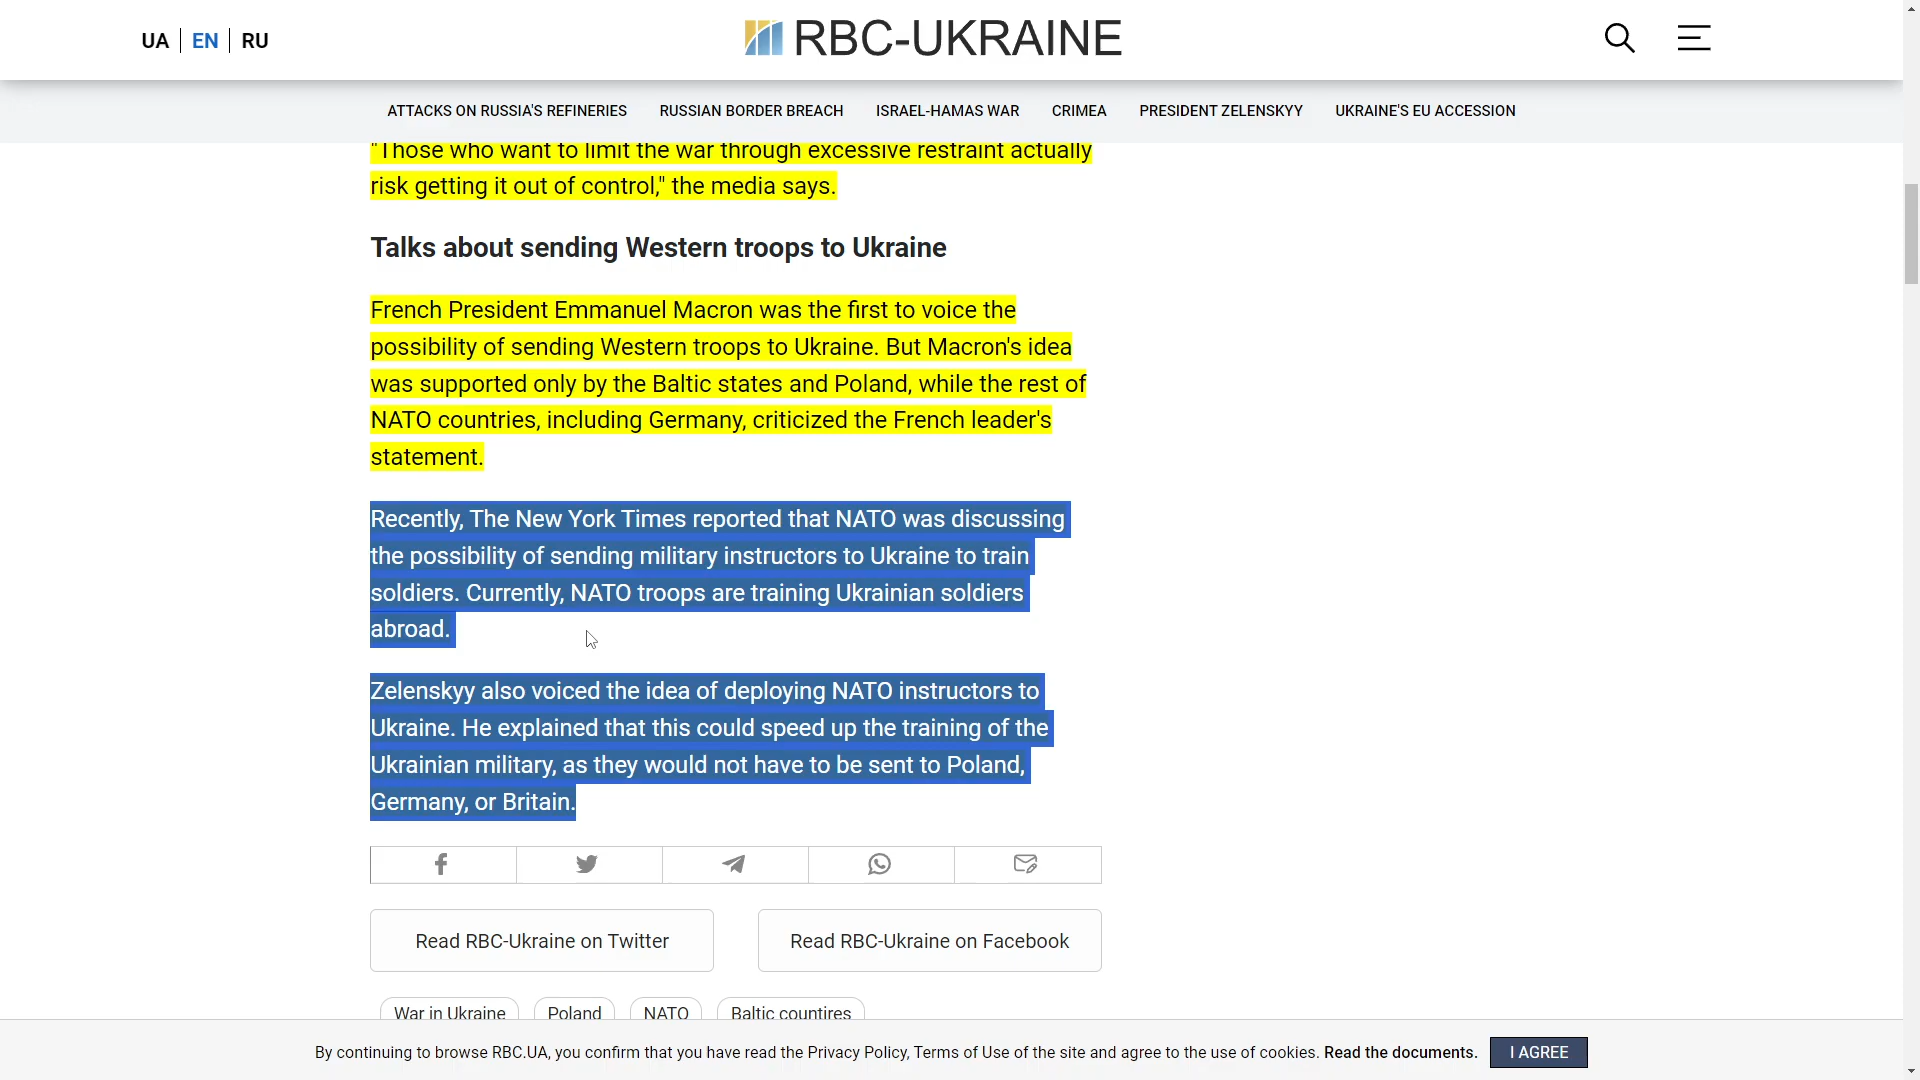 UA EN RU
RBC-UKRAINE
ATTACKS ON RUSSIA'S REFINERIES RUSSIAN BORDER BREACH ISRAEL-HAMAS WAR CRIMEA PRESIDENT ZELENSKYY UKRAINE'S EU ACCESSION
"Those who want to limit the war through excessive restraint actually
risk getting it out of control," the media says.
Talks about sending Western troops to Ukraine
French President Emmanuel Macron was the first to voice the
possibility of sending Western troops to Ukraine. But Macron's idea
was supported only by the Baltic states and Poland, while the rest of
NATO countries, including Germany, criticized the French leader's
statement.
Recently, The New York Times reported that NATO was discussing
the possibility of sending military instructors to Ukraine to train
soldiers. Currently, NATO troops are training Ukrainian soldiers
abroad.
Zelenskyy also voiced the idea of deploying NATO instructors to
Ukraine. He explained that this could speed up the training of the
Ukrainian military, as they would not have to be sent to Poland,
Germany, or Britain.
Read RBC-Ukraine on Twitter Read RBC-Ukraine on Facebook
War in Ukraine Poland NATO Baltic countires
By continuing to browse RBC.UA, you confirm that you have read the Privacy Policy, Terms of Use of the site and agree to the use of cookies. Read the documents. I AGREE